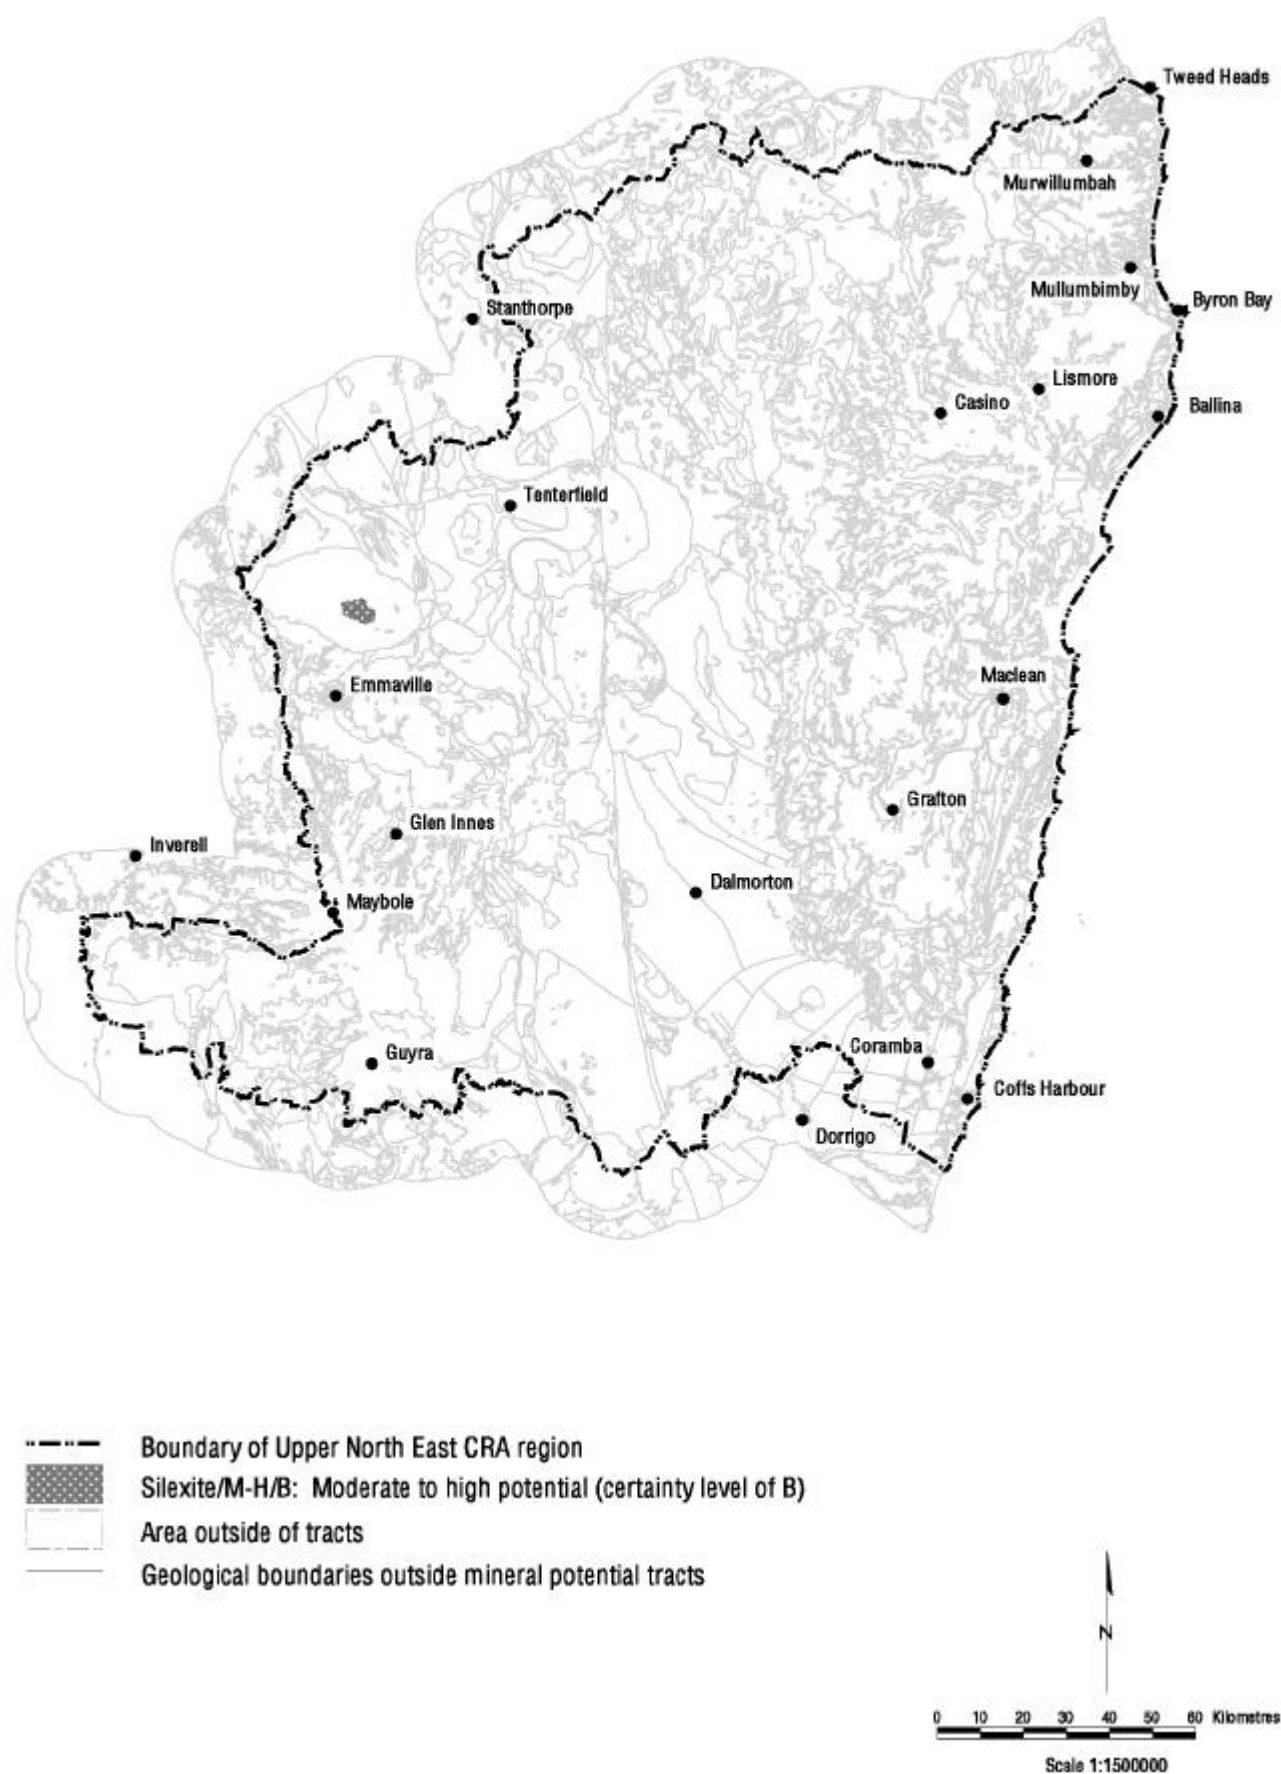 Tweed Heads
Murwillumbah
Mullumbimby
Byron Bay
Stanthorpe
Lismore
Casino
Ballina
Tenterfield
Maclean
Emmaville
Grafton
Glen Innes
Inverell
Dalmorton
Maybole
Coramba
Guyra
Coffs Harbour
Dorrigo
Boundary of Upper North East CRA region
Silexite/M-H/B: Moderate to high potential (certainty level of B)
Area outside of tracts
Geological boundaries outside mineral potential tracts
N
0 10 20 30 40 50 60 Kilometres
Scale 1:1500000